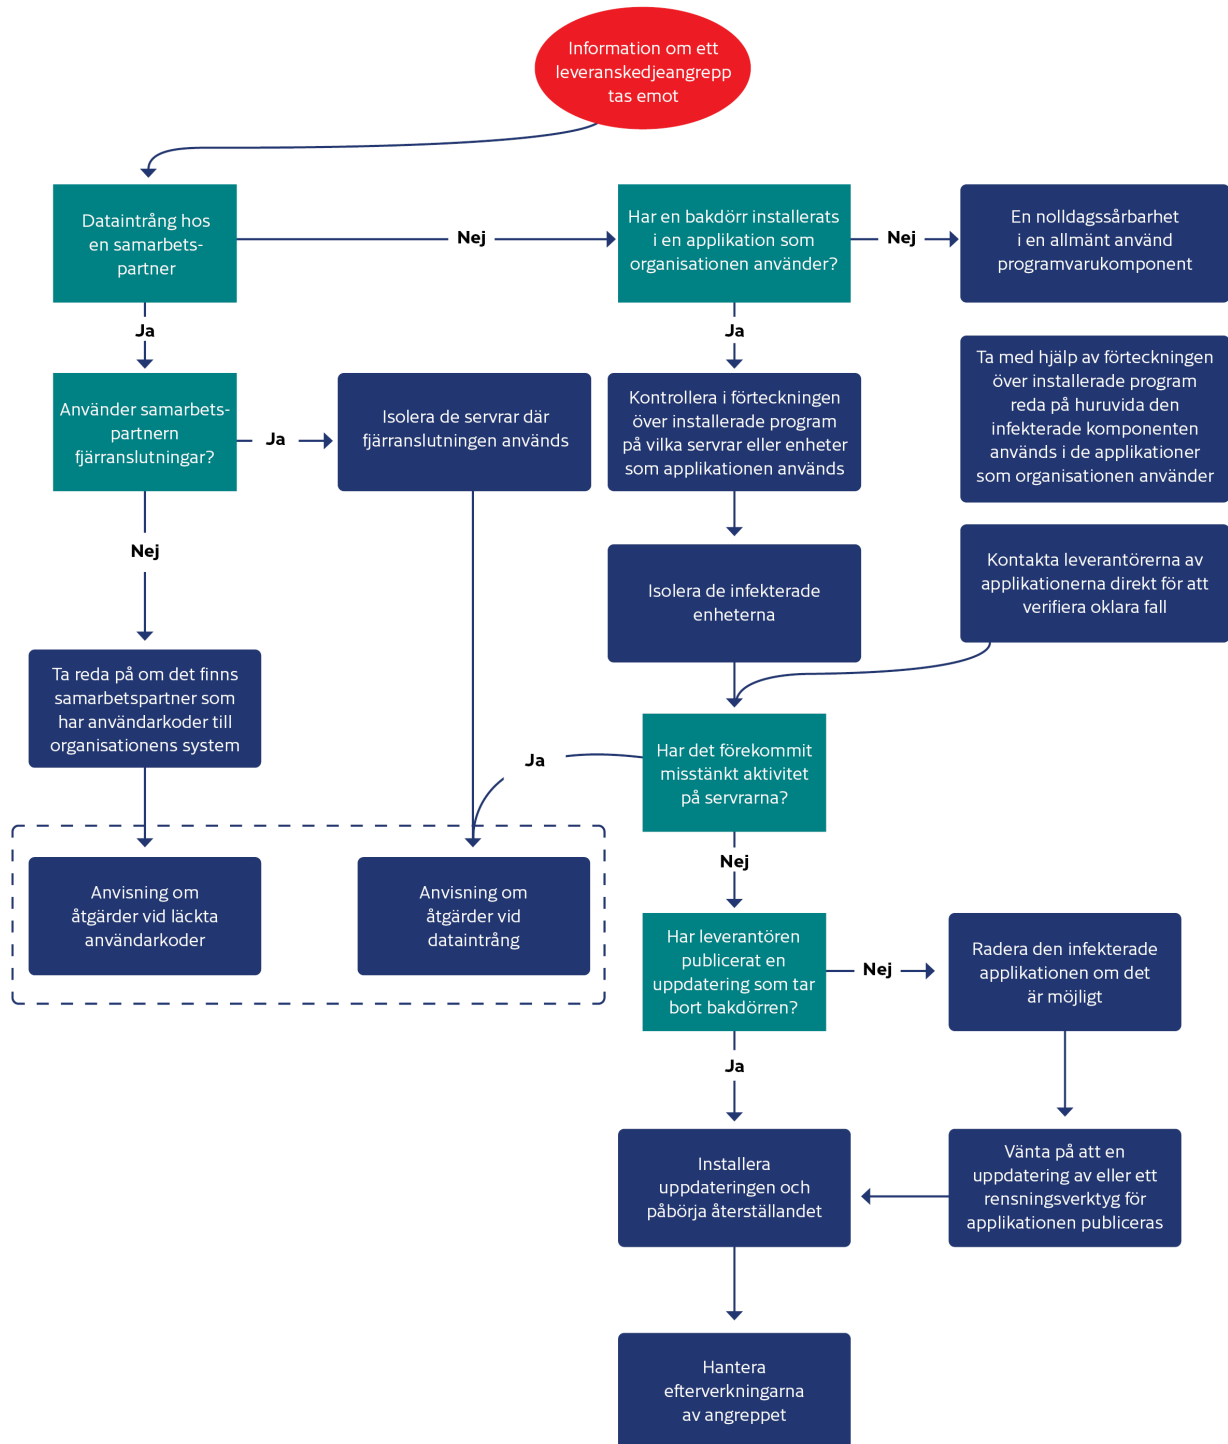 Information om ett
leveranskedjeangrepp
tas emot
Dataintrång hos
en samarbets-
partner
Nej
Har en bakdörr installerats
i en applikation som
organisationen använder?
Nej
En nolldagssårbarhet
i en allmänt använd
programvarukomponent
Ja
Ja
Ta med hjälp av förteckningen
över installerade program
reda på huruvida den
infekterade komponenten
används i de applikationer
som organisationen använder
Använder samarbets-
partnern
fjärranslutningar?
Ja
Isolera de servrar där
fjärranslutningen används
Kontrollera i förteckningen
över installerade program
på vilka servrar eller enheter
som applikationen används
Nej
Isolera de infekterade
enheterna
Kontakta leverantörerna av
applikationerna direkt för att
verifiera oklara fall
Ta reda på om det finns
samarbetspartner som
har användarkoder till
organisationens system
Ja
Har det förekommit
misstänkt aktivitet
på servrarna?
Nej
Anvisning om
åtgärder vid läckta
användarkoder
Anvisning om
åtgärder vid
dataintrång
Har leverantören
publicerat en
uppdatering som tar
bort bakdörren?
Nej
Radera den infekterade
applikationen om det
är möjligt
Ja
Installera
uppdateringen och
påbörja återställandet
Vänta på att en
uppdatering av eller ett
rensningsverktyg för
applikationen publiceras
Hantera
efterverkningarna
av angreppet